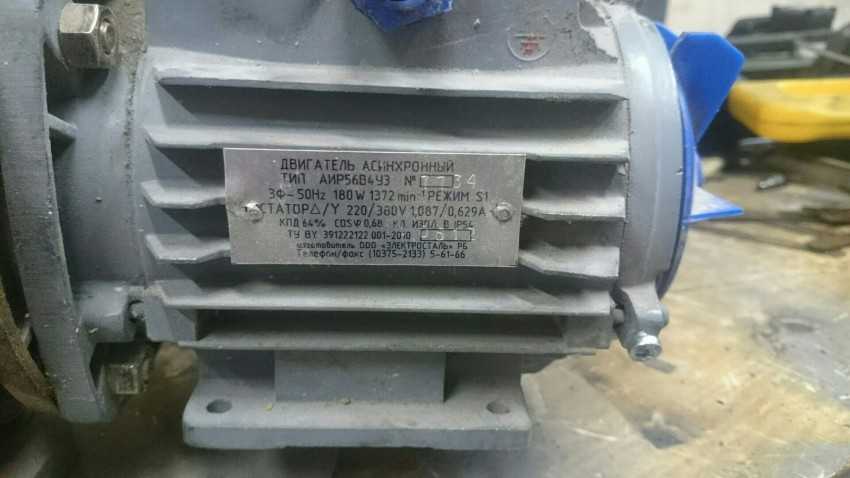 ДВИГАТЕЛЬ АСИНХРОННЫЙ
ТИП АИР56В4У3 №
3Ф~50Hz 180W 1372min⁻¹ РЕЖИМ S1
СТАТОР△/Y 220/380V 1,087/0,629A
КПД 64% COSφ 0,68 КЛ. ИЗОЛ. В IP54
ТУ BY 391222122.001-2010
изготовитель ООО «ЭЛЕКТРОСТАЛЬ» РБ
Телефон/факс (10375-2133) 5-61-66